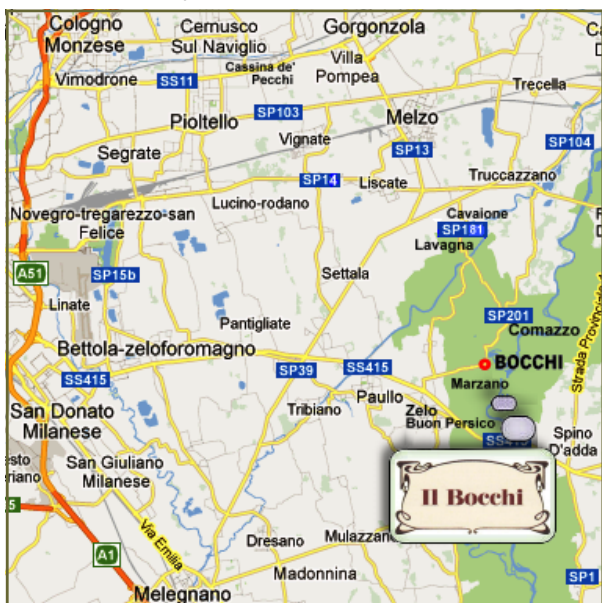 Cologno
Monzese
Cernusco
Sul Naviglio
Gorgonzola
Cassina de'
Pecchi
Villa
Pompea
Vimodrone
SS11
Trecella
SP103
Pioltello
Melzo
Vignate
SP13
SP104
Segrate
SP14
Liscate
Truccazzano
Lucino-rodano
Novegro-tregarezzo-san
Felice
Cavaione
SP181
Lavagna
A51
SP15b
Settala
Linate
SP201
Pantigliate
Comazzo
Strada Provinciale
Bettola-zeloforomagno
BOCCHI
SS415
SP39
SS415
Marzano
Paullo
Tribiano
Zelo
Buon Persico
San Donato
Milanese
SS415
Spino
D'adda
San Giuliano
Milanese
Il Bocchi
Via Emilia
A1
Dresano
Mulazzano
Madonnina
SP1
Melegnano